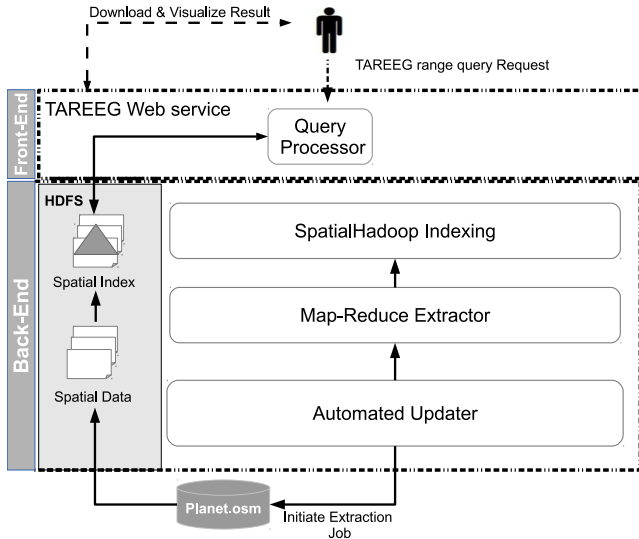 Download & Visualize Result
TAREEG range query Request
Front-End
TAREEG Web service
Query
Processor
Back-End
HDFS
Spatial Index
Spatial Data
SpatialHadoop Indexing
Map-Reduce Extractor
Automated Updater
Planet.osm
Initiate Extraction
Job